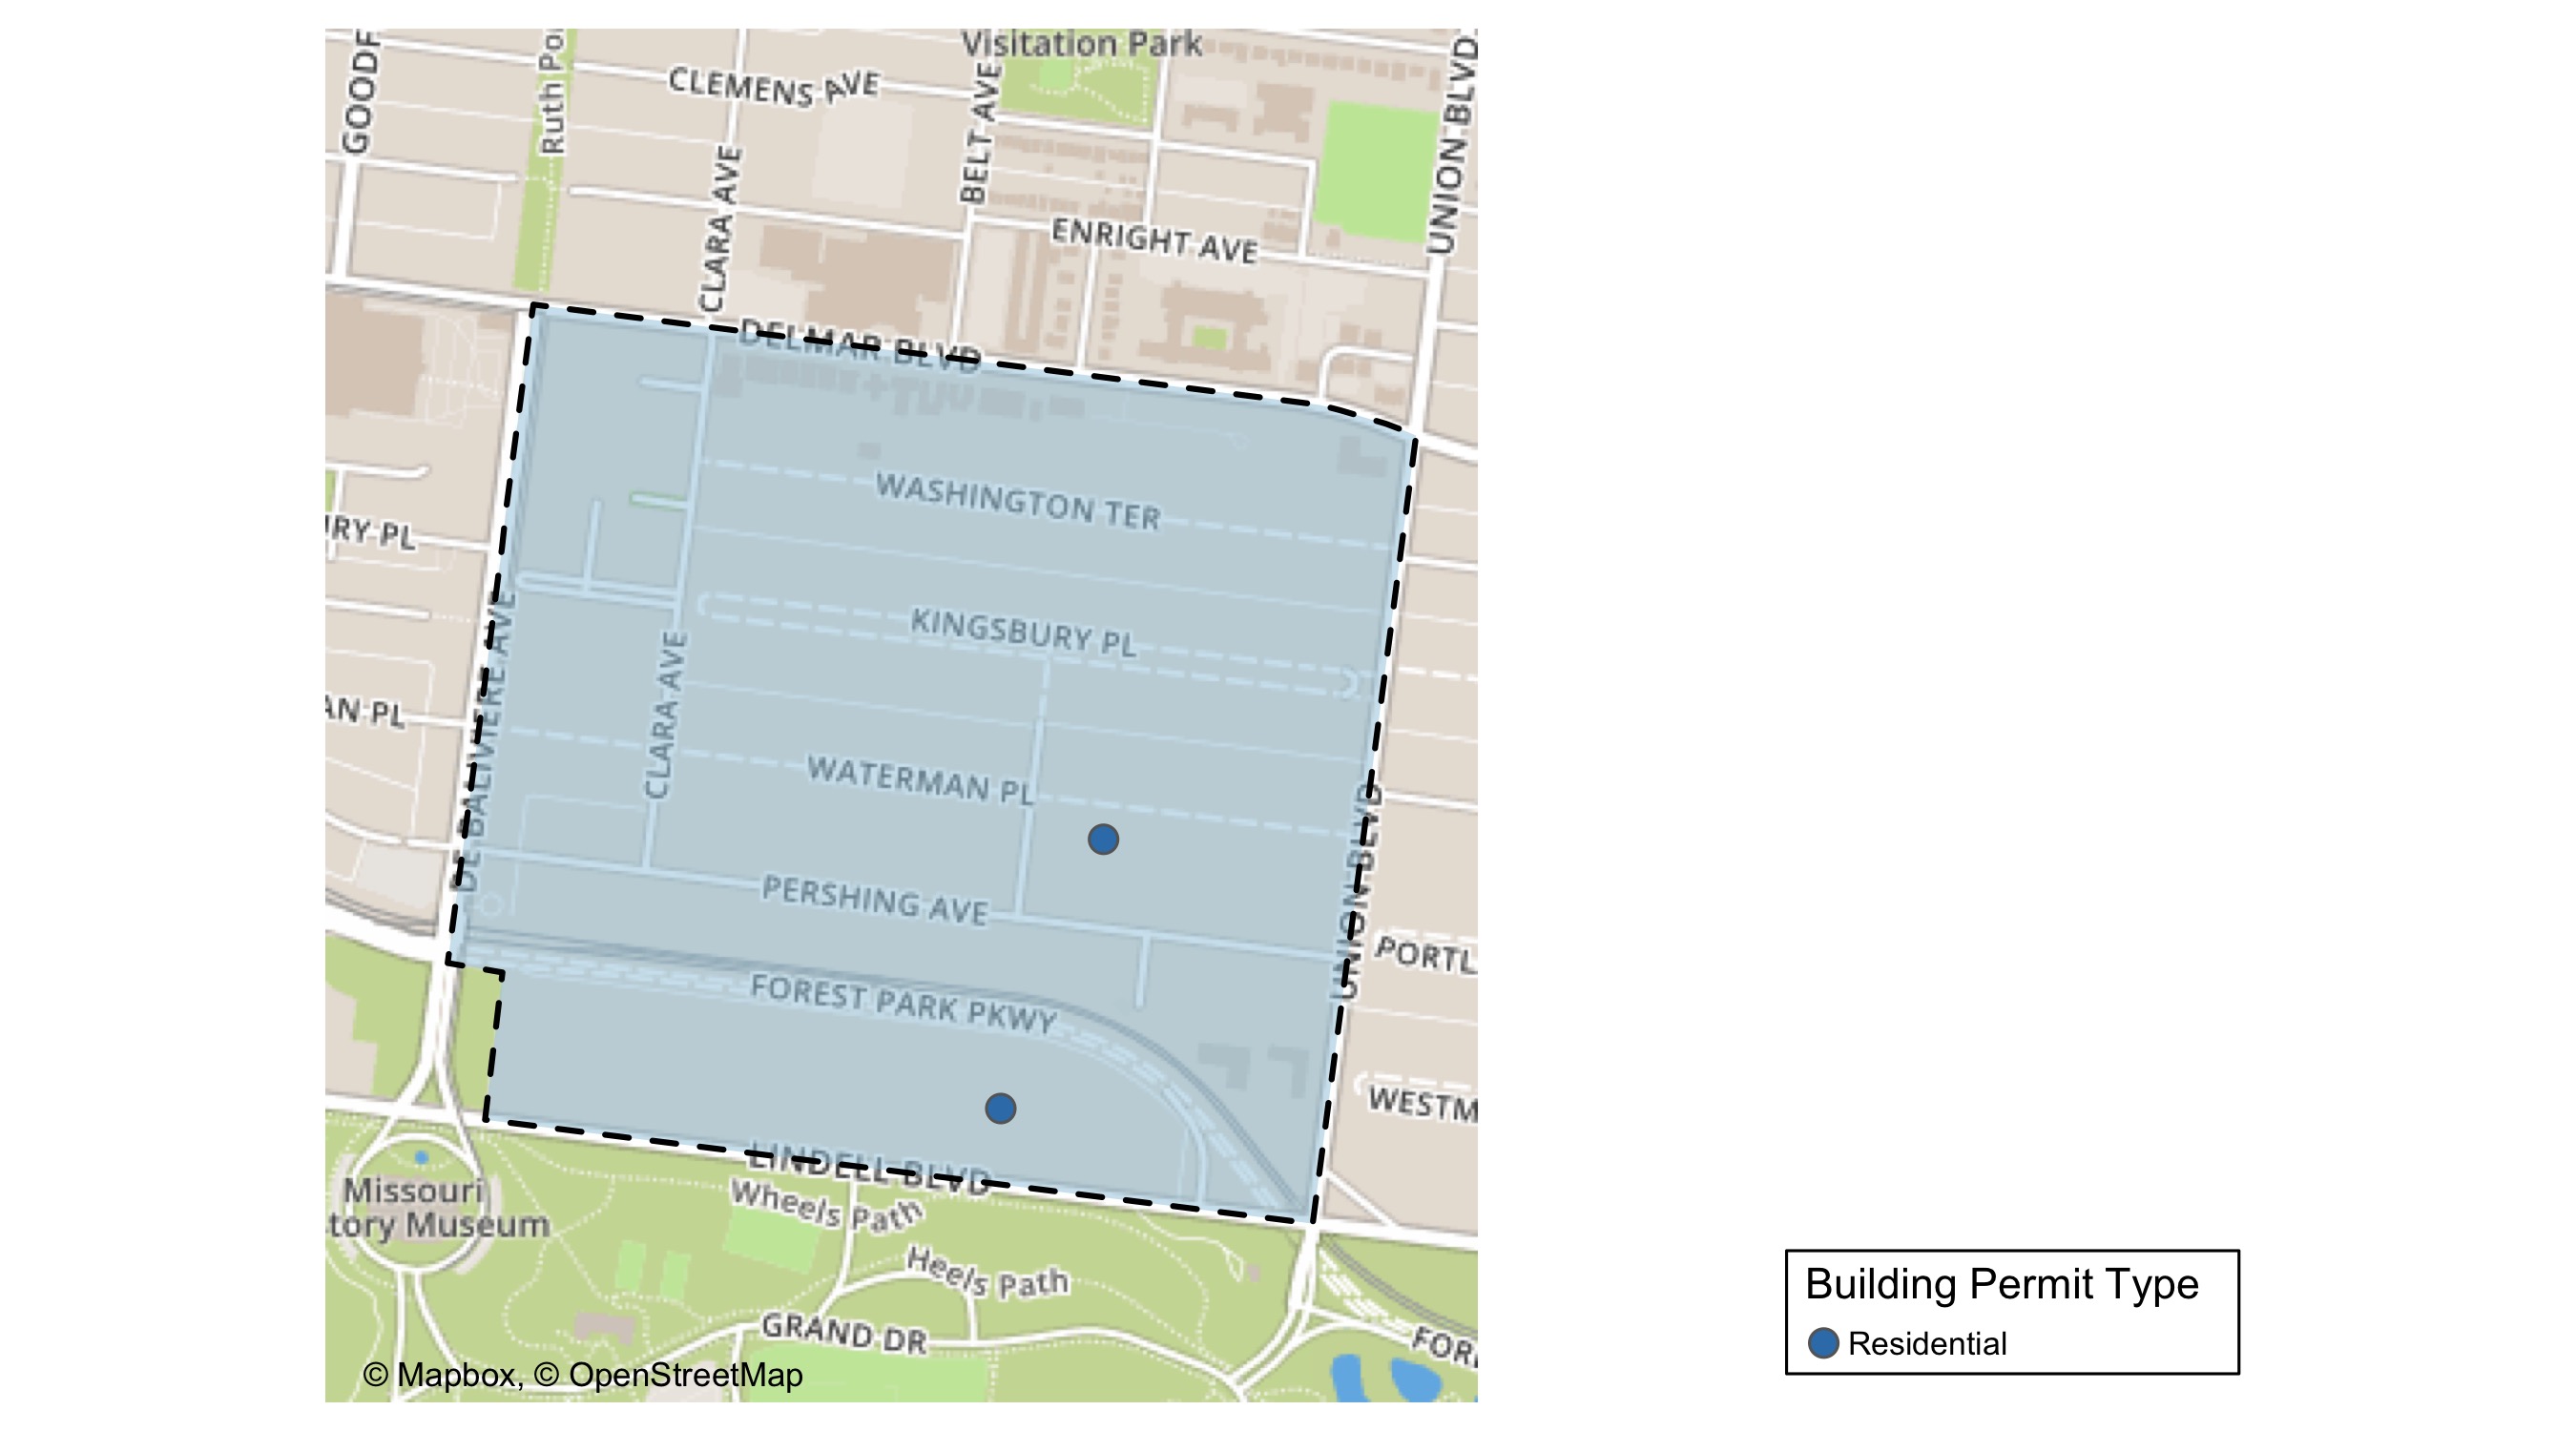 Visitation Park
GOODF
Ruth Po
CLEMENS AVE
BELT AVE
UNION BLVD
CLARA AVE
ENRIGHT AVE
DELMAR BLVD
WASHINGTON TER
URY PL
KINGSBURY PL
DE BALIVIERE AVE
CLARA AVE
AN PL
WATERMAN PL
UNION BLVD
PERSHING AVE
PORTL
FOREST PARK PKWY
WESTM
LINDELL BLVD
Missouri
tory Museum
Wheels Path
Heels Path
GRAND DR
FOR
© Mapbox, © OpenStreetMap
Building Permit Type
Residential